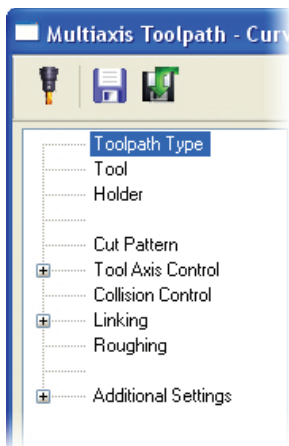 Multiaxis Toolpath - Curv
Toolpath Type
Tool
Holder
Cut Pattern
Tool Axis Control
Collision Control
Linking
Roughing
Additional Settings